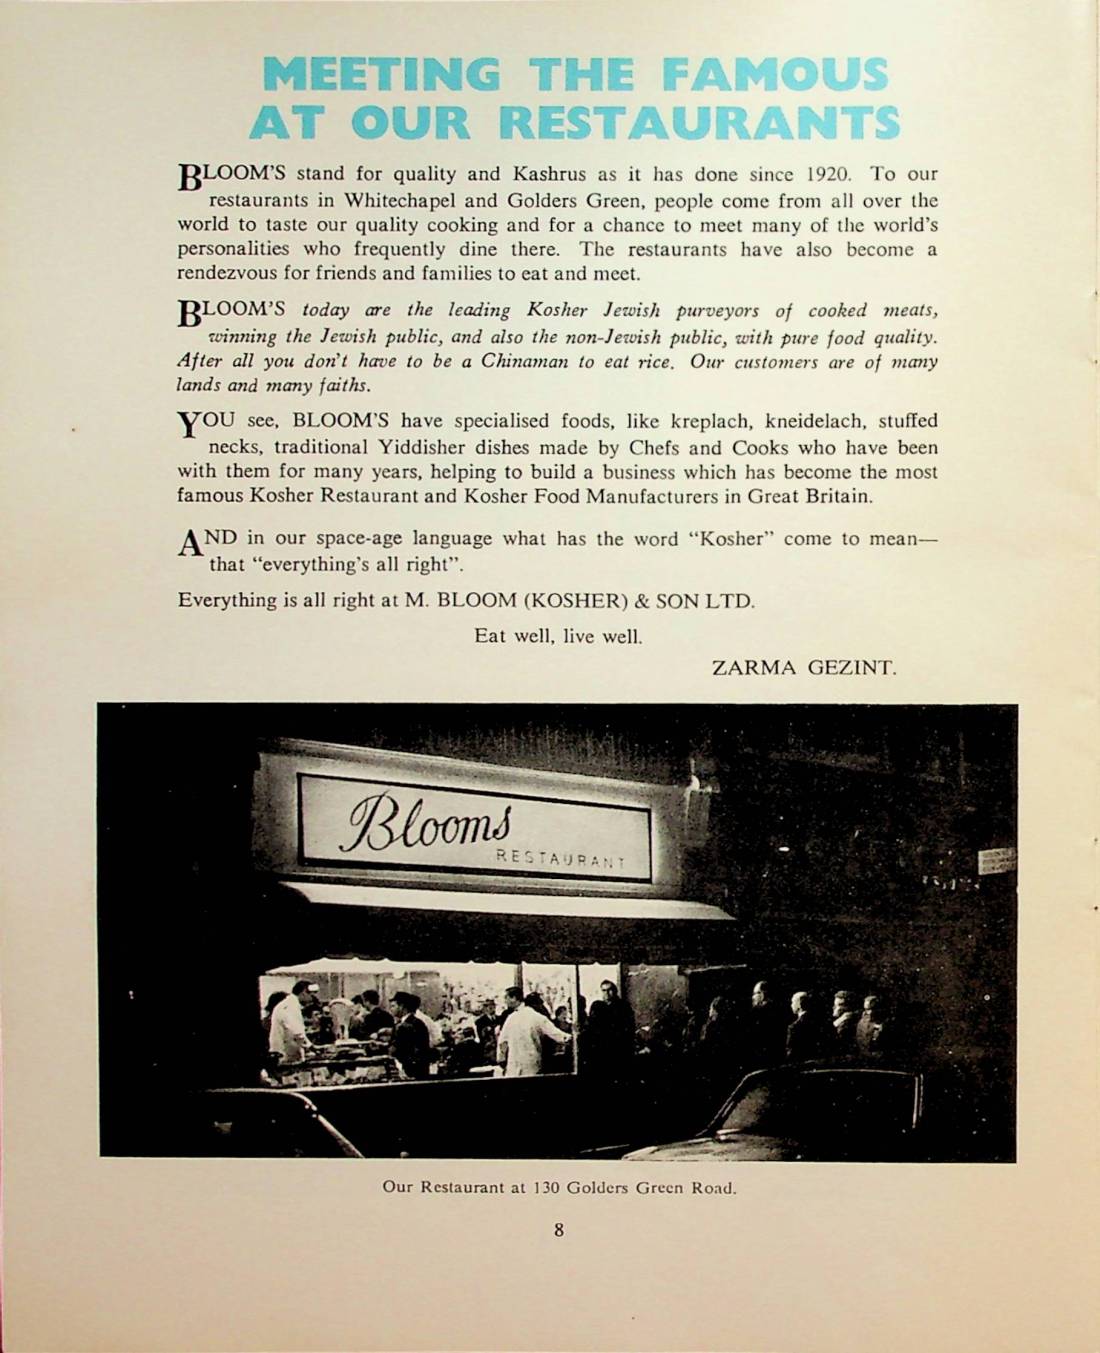 MEETING THE FAMOUS
AT OUR RESTAURANTS
BLOOM'S stand for quality and Kashrus as it has done since 1920. To our
restaurants in Whitechapel and Golders Green, people come from all over the
world to taste our quality cooking and for a chance to meet many of the world's
personalities who frequently dine there. The restaurants have also become a
rendezvous for friends and families to eat and meet.
BLOOM'S today are the leading Kosher Jewish purveyors of cooked meats,
winning the Jewish public, and also the non-Jewish public, with pure food quality.
After all you don't have to be a Chinaman to eat rice. Our customers are of many
lands and many faiths.
YOU see, BLOOM'S have specialised foods, like kreplach, kneidelach, stuffed
necks, traditional Yiddisher dishes made by Chefs and Cooks who have been
with them for many years, helping to build a business which has become the most
famous Kosher Restaurant and Kosher Food Manufacturers in Great Britain.
AND in our space-age language what has the word "Kosher" come to mean—
that "everything's all right".
Everything is all right at M. BLOOM (KOSHER) & SON LTD.
Eat well, live well.
ZARMA GEZINT.
Blooms
RESTAURANT
Our Restaurant at 130 Golders Green Road.
8